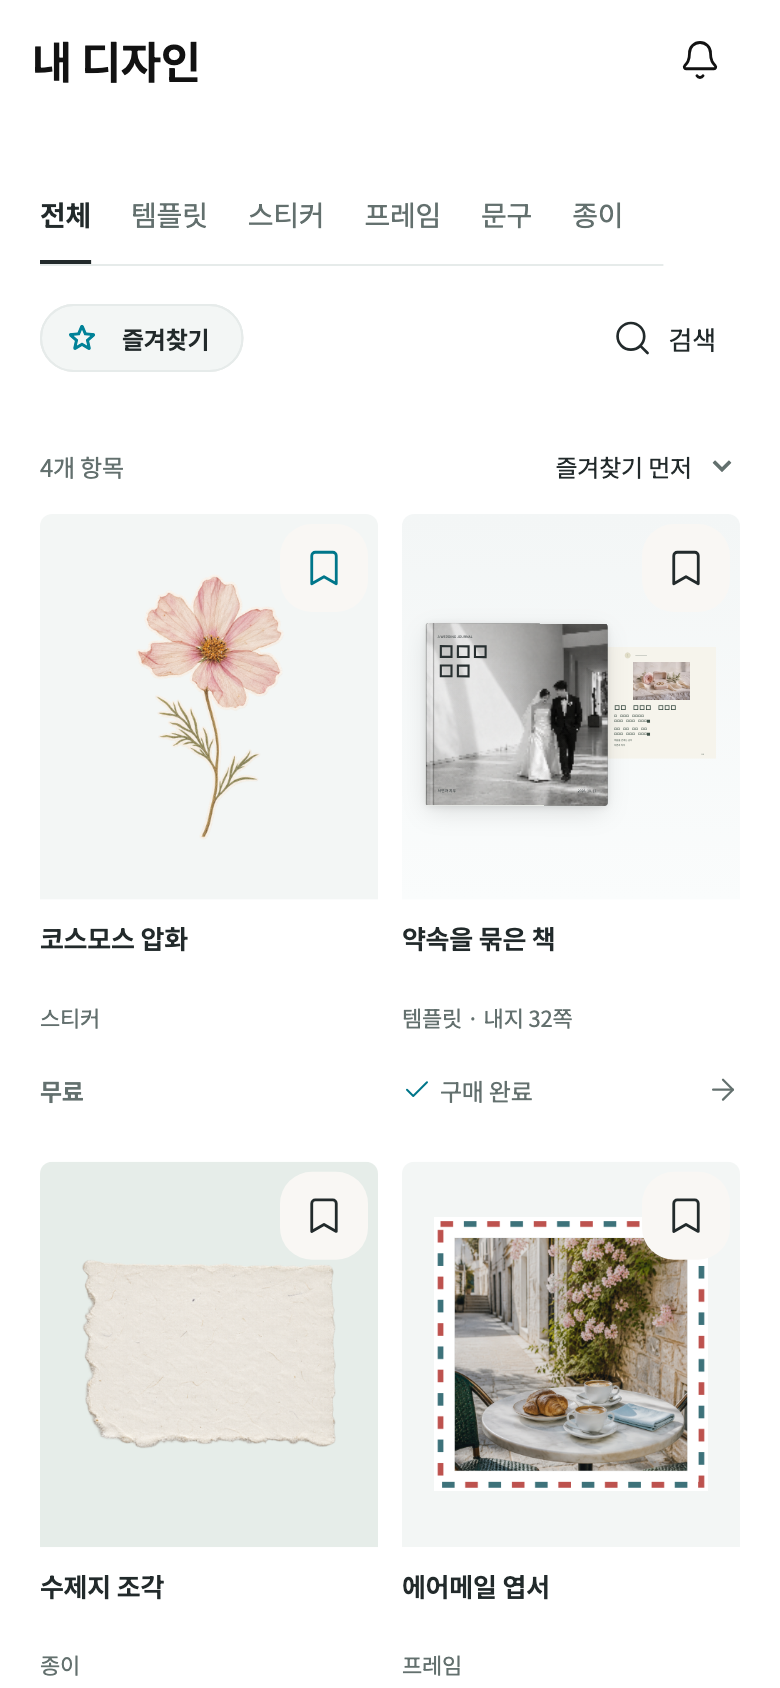 내 디자인
전체 템플릿 스티커 프레임 문구 종이
즐겨찾기 검색
4개 항목 즐겨찾기 먼저
코스모스 압화
스티커
무료
약속을 묶은 책
템플릿 · 내지 32쪽
구매 완료
수제지 조각
종이
에어메일 엽서
프레임